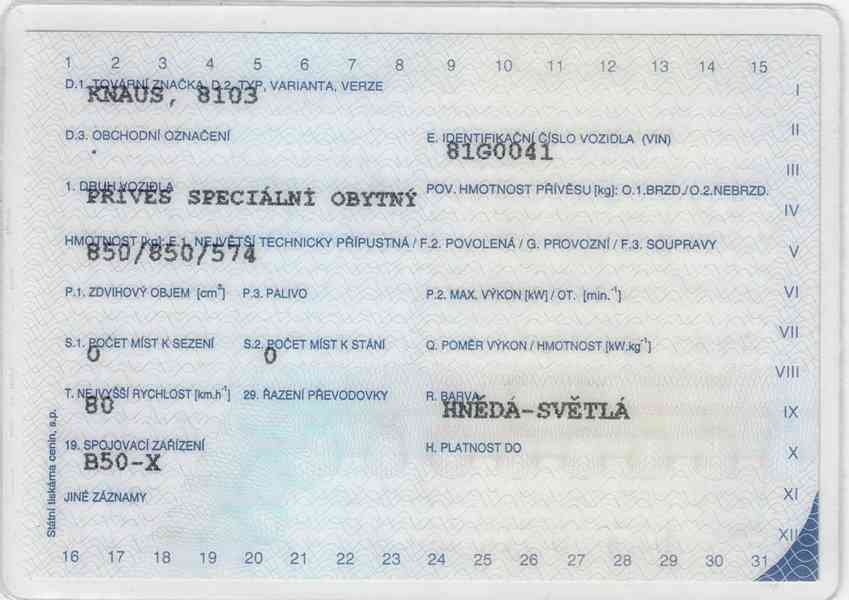 1 2 3 4 5 6 7 8 9 10 11 12 13 14 15
D.1. TOVÁRNÍ ZNAČKA, D.2. TYP, VARIANTA, VERZE I
KNAUS, 8103
D.3. OBCHODNÍ OZNAČENÍ E. IDENTIFIKAČNÍ ČÍSLO VOZIDLA (VIN) II
81G0041
III
1. DRUH VOZIDLA POV. HMOTNOST PŘÍVĚSU [kg]: O.1.BRZD./O.2.NEBRZD.
PŘÍVĚS SPECIÁLNÍ OBYTNÝ
IV
HMOTNOST [kg]: F.1. NEJVĚTŠÍ TECHNICKY PŘÍPUSTNÁ / F.2. POVOLENÁ / G. PROVOZNÍ / F.3. SOUPRAVY V
850/850/574
P.1. ZDVIHOVÝ OBJEM [cm³] P.3. PALIVO P.2. MAX. VÝKON [kW] / OT. [min.⁻¹] VI
VII
S.1. POČET MÍST K SEZENÍ S.2. POČET MÍST K STÁNÍ Q. POMĚR VÝKON / HMOTNOST [kW.kg⁻¹]
0 0
VIII
T. NEJVYŠŠÍ RYCHLOST [km.h⁻¹] 29. ŘAZENÍ PŘEVODOVKY R. BARVA
80 HNĚDÁ-SVĚTLÁ IX
19. SPOJOVACÍ ZAŘÍZENÍ H. PLATNOST DO X
B50-X
JINÉ ZÁZNAMY XI
XII
16 17 18 19 20 21 22 23 24 25 26 27 28 29 30 31
Státní tiskárna cenin, s.p.